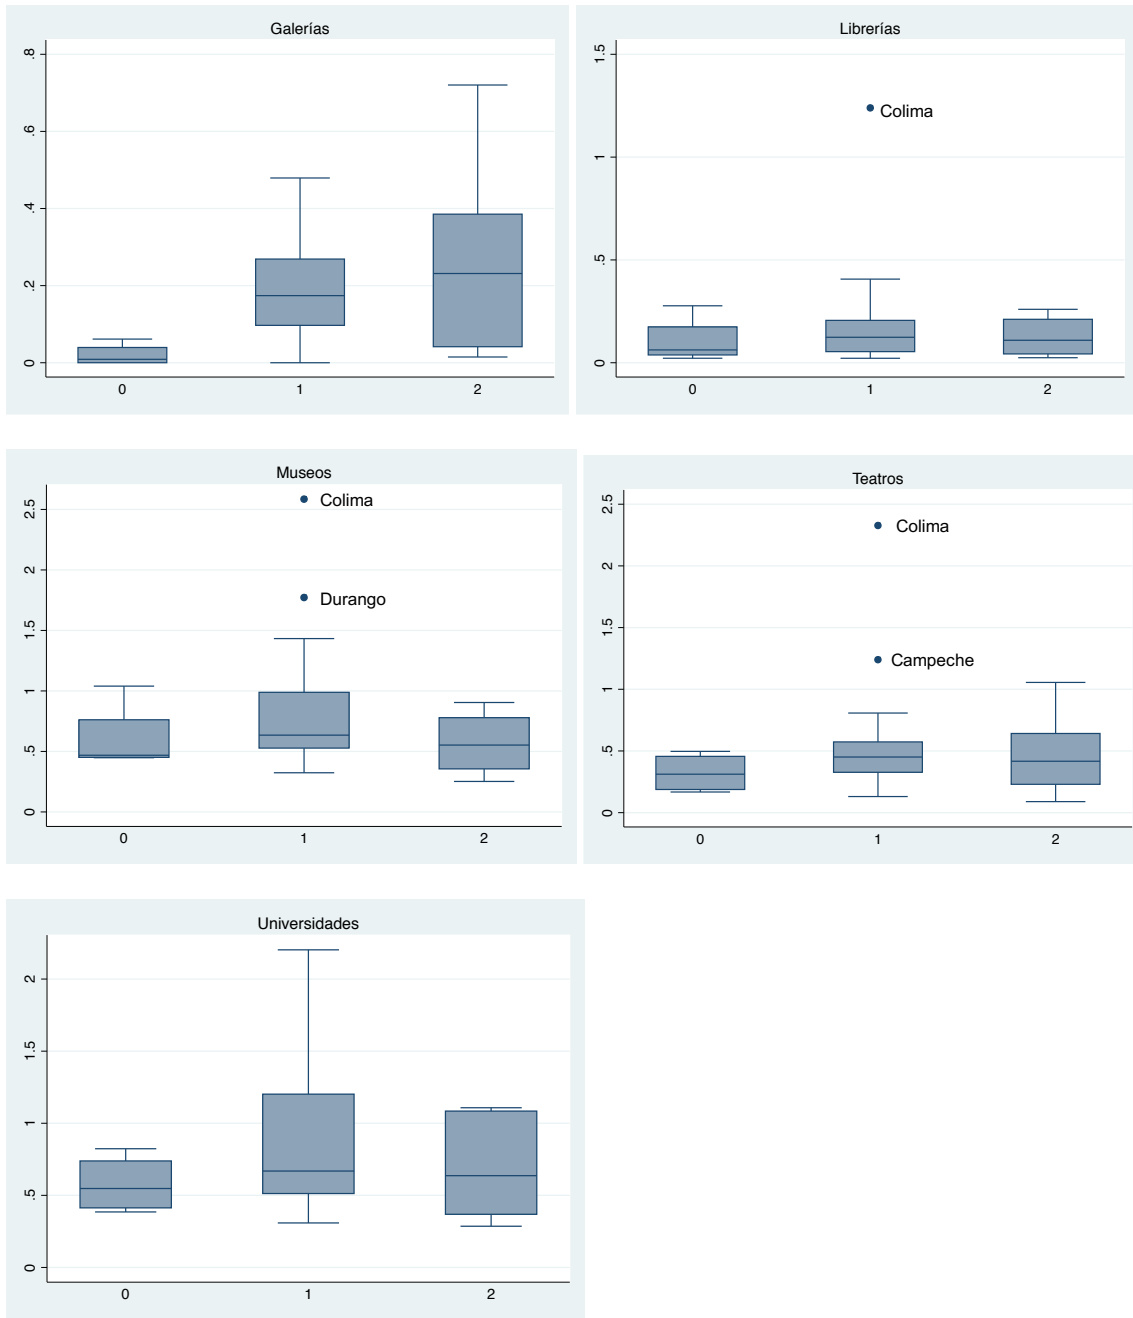 Galerías
.8
.6
.4
.2
0
0 1 2
Librerías
1.5
1
.5
0
Colima
0 1 2
Museos
2.5
2
1.5
1
.5
0
Colima
Durango
0 1 2
Teatros
2.5
2
1.5
1
.5
0
Colima
Campeche
0 1 2
Universidades
2
1.5
1
.5
0
0 1 2